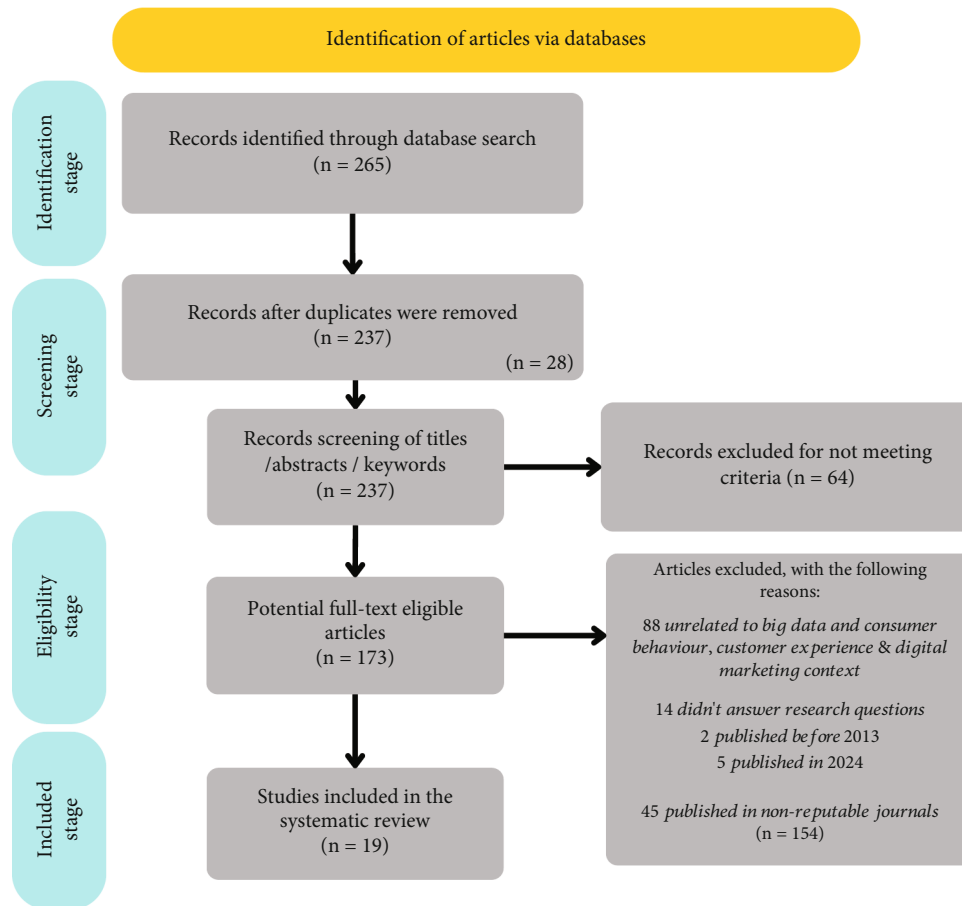 Identification of articles via databases
Identification
stage
Records identified through database search
(n = 265)
Screening
stage
Records after duplicates were removed
(n = 237)
(n = 28)
Records screening of titles
/abstracts / keywords
(n = 237)
Records excluded for not meeting
criteria (n = 64)
Eligibility
stage
Potential full-text eligible
articles
(n = 173)
Articles excluded, with the following
reasons:
88 unrelated to big data and consumer
behaviour, customer experience & digital
marketing context
14 didn't answer research questions
2 published before 2013
5 published in 2024
45 published in non-reputable journals
(n = 154)
Included
stage
Studies included in the
systematic review
(n = 19)